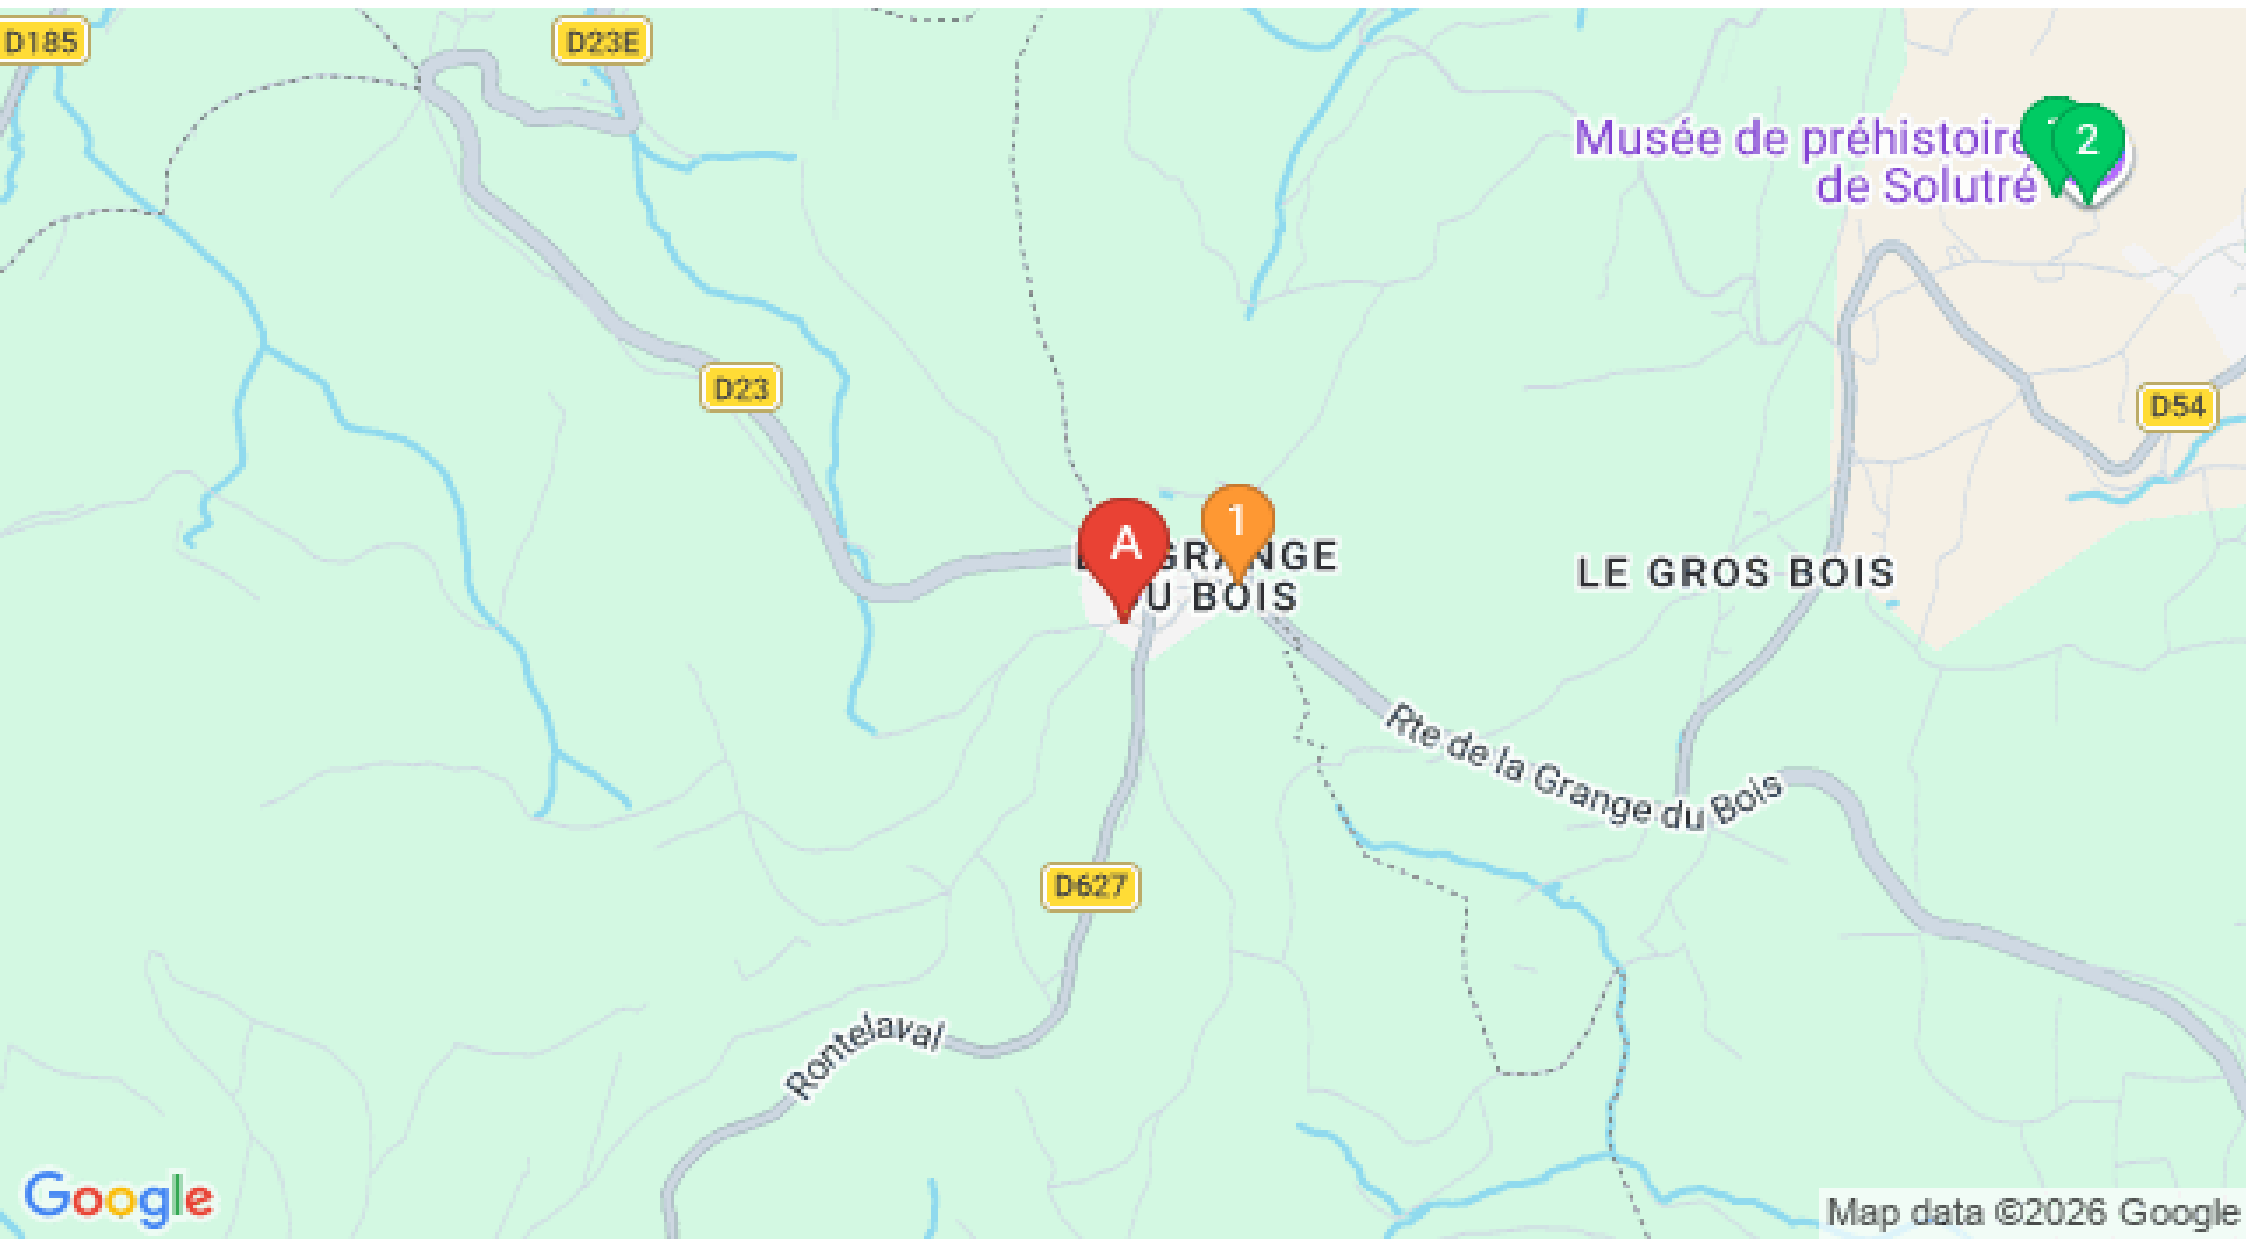 D185
D23E
Musée de préhistoire
de Solutré
2
D23
D54
A
1
GRANGE
DU BOIS
LE GROS BOIS
Rte de la Grange du Bois
D627
Rontelaval
Google
Map data ©2026 Google